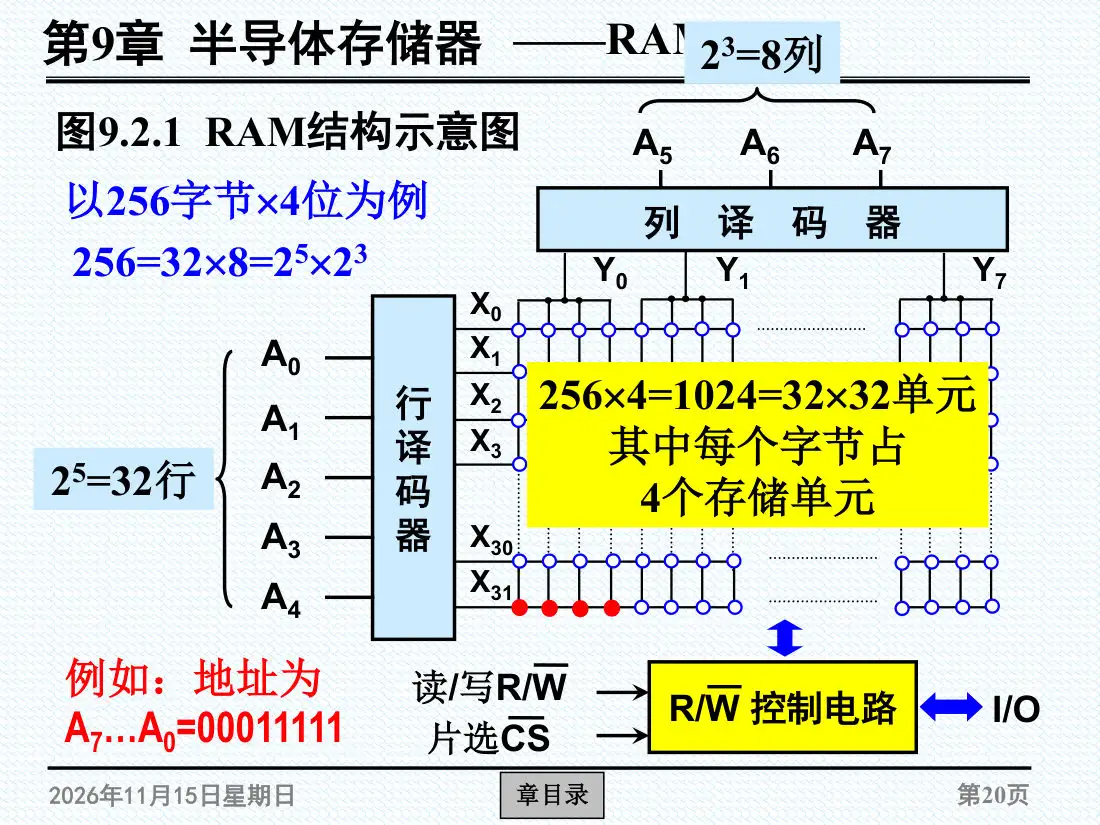 第9章 半导体存储器 ——RAM
2³=8列
图9.2.1 RAM结构示意图
A₅ A₆ A₇
以256字节×4位为例
列译码器
256=32×8=2⁵×2³
Y₀ Y₁ Y₇
X₀
X₁
X₂
X₃
X₃₀
X₃₁
A₀
A₁
A₂
A₃
A₄
2⁵=32行
行译码器
256×4=1024=32×32单元
其中每个字节占
4个存储单元
例如：地址为
A₇…A₀=00011111
读/写R/W̅
片选C̅S̅
R/W̅ 控制电路
I/O
2026年11月15日星期日
章目录
第20页